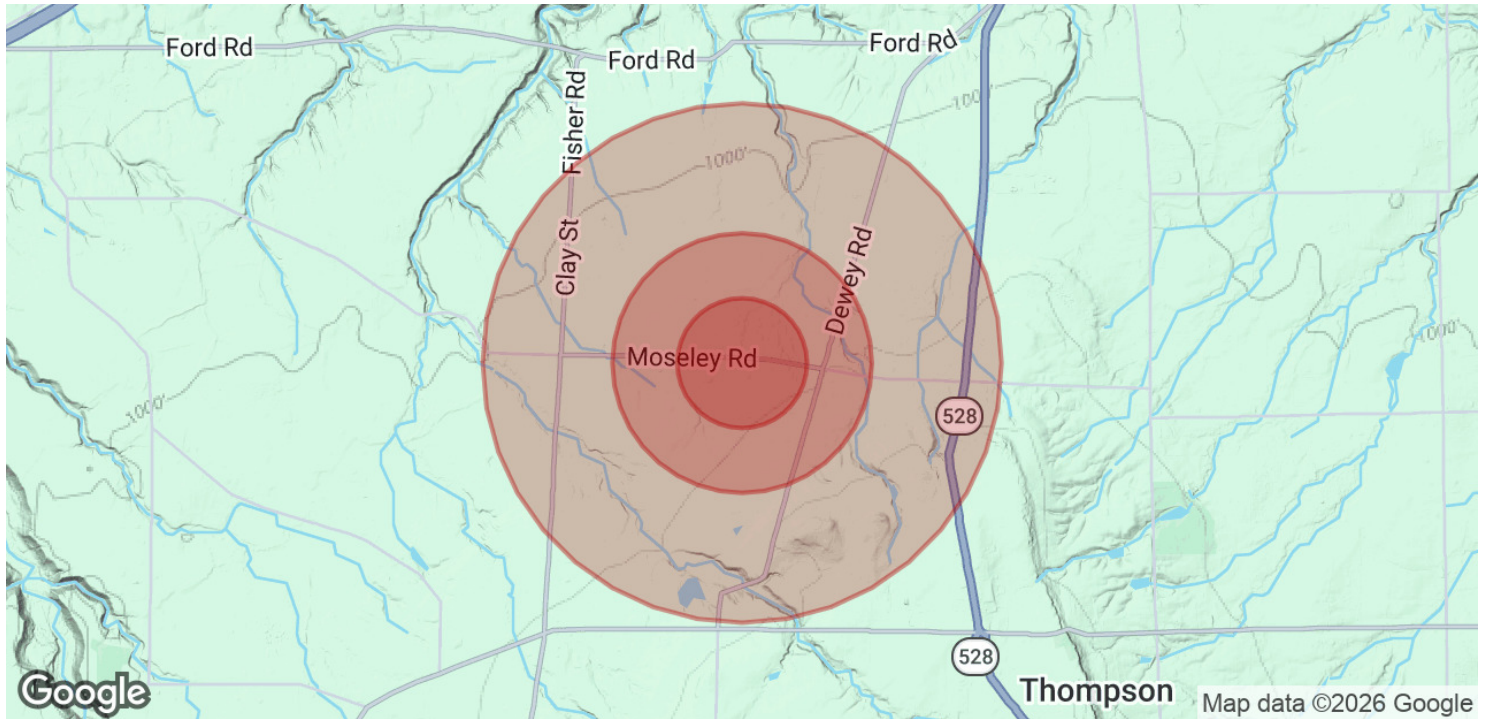 Ford Rd
Ford Rd
Ford Rd
Fisher Rd
1000'
1000'
Clay St
Dewey Rd
Moseley Rd
1000'
1000'
528
528
Thompson
Google
Map data ©2026 Google